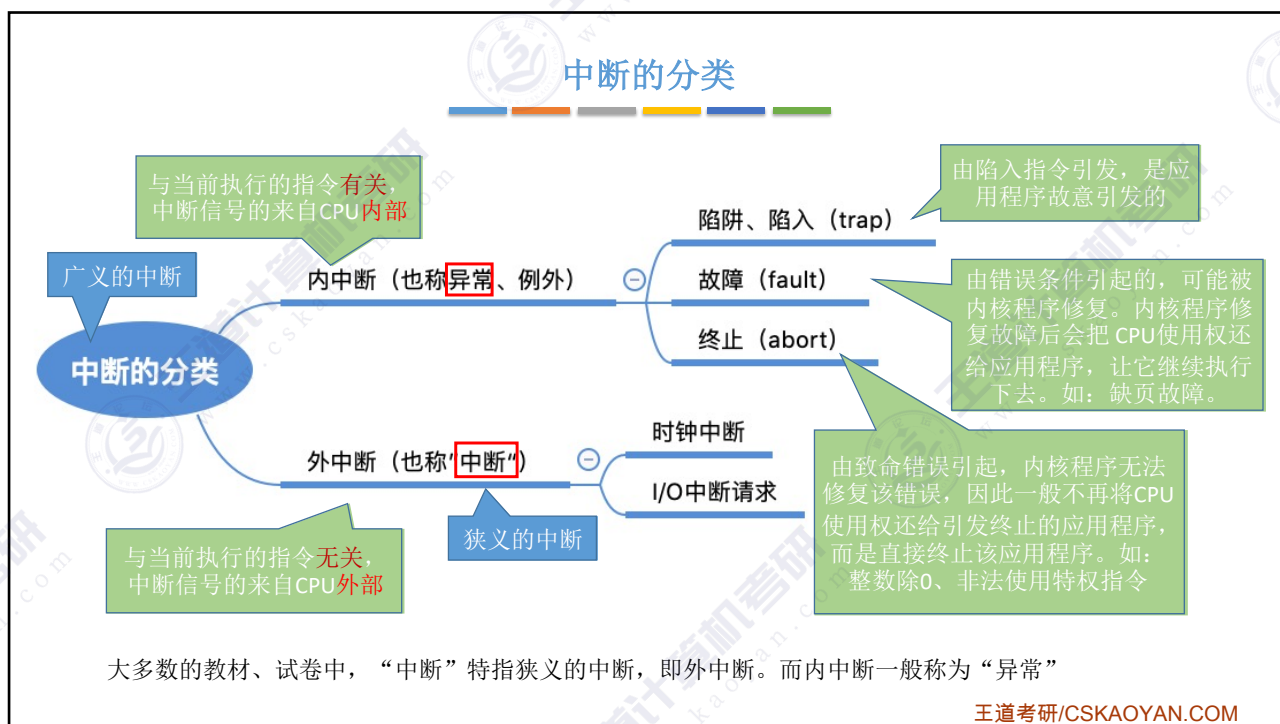 中断的分类
与当前执行的指令有关,
中断信号的来自CPU内部
由陷入指令引发，是应
用程序故意引发的
陷阱、陷入（trap）
广义的中断
内中断（也称异常、例外）
故障（fault）
由错误条件引起的，可能被
内核程序修复。内核程序修
复故障后会把 CPU使用权还
给应用程序，让它继续执行
下去。如：缺页故障。
终止（abort）
中断的分类
时钟中断
外中断（也称"中断"）
I/O中断请求
狭义的中断
由致命错误引起，内核程序无法
修复该错误，因此一般不再将CPU
使用权还给引发终止的应用程序，
而是直接终止该应用程序。如：
整数除0、非法使用特权指令
与当前执行的指令无关，
中断信号的来自CPU外部
大多数的教材、试卷中，“中断”特指狭义的中断，即外中断。而内中断一般称为“异常”
王道考研/CSKAOYAN.COM